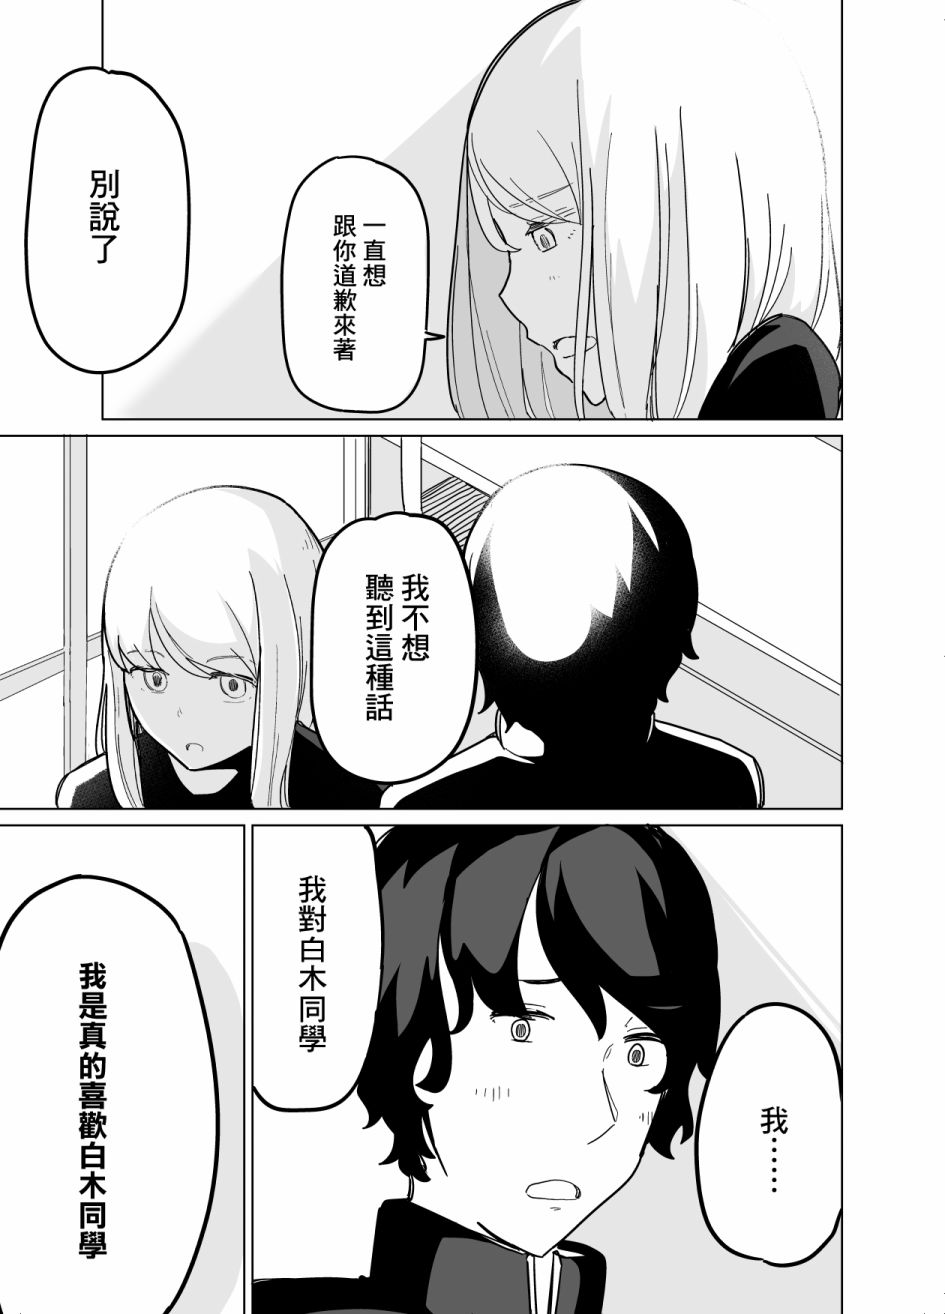 一直想
跟你道歉來著
別說了
我不想
聽到這種話
我……
我對白木同學
我是真的喜歡白木同學